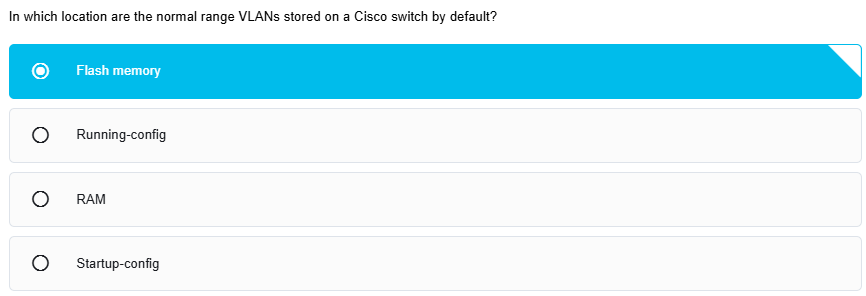 In which location are the normal range VLANs stored on a Cisco switch by default?
Flash memory
Running-config
RAM
Startup-config